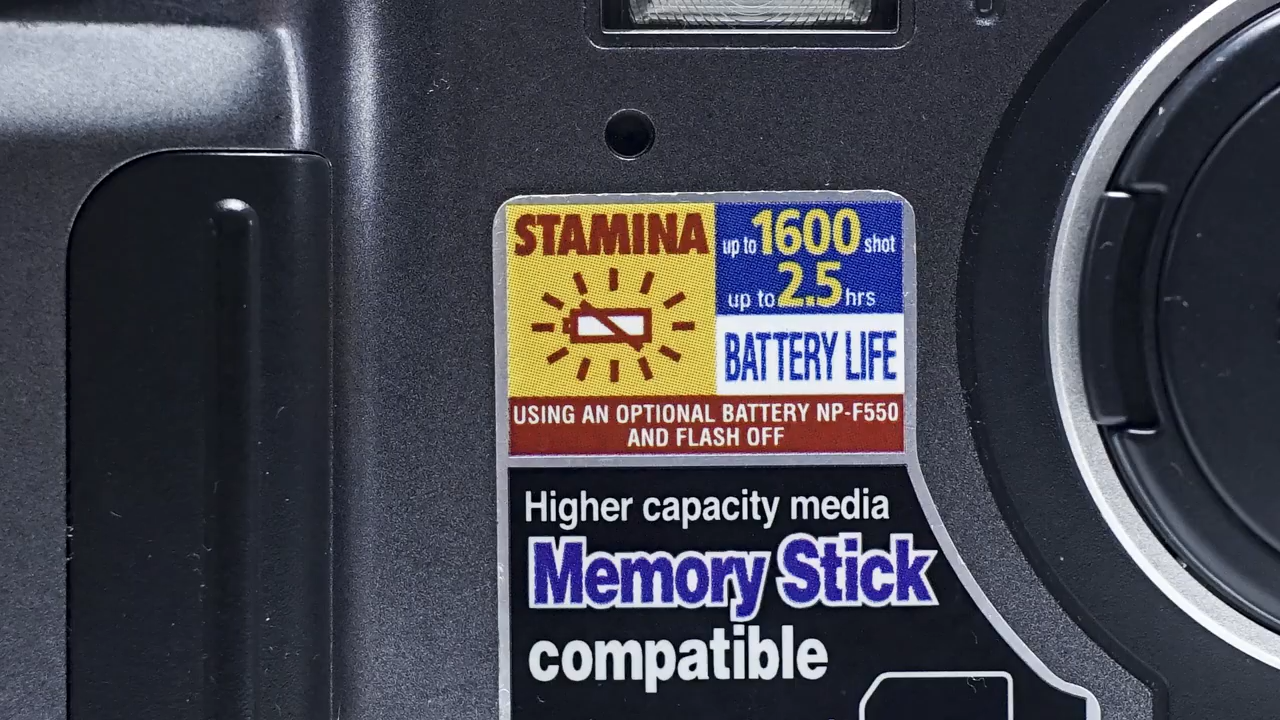 STAMINA
up to 1600 shot
up to 2.5 hrs
BATTERY LIFE
USING AN OPTIONAL BATTERY NP-F550
AND FLASH OFF
Higher capacity media
Memory Stick
compatible